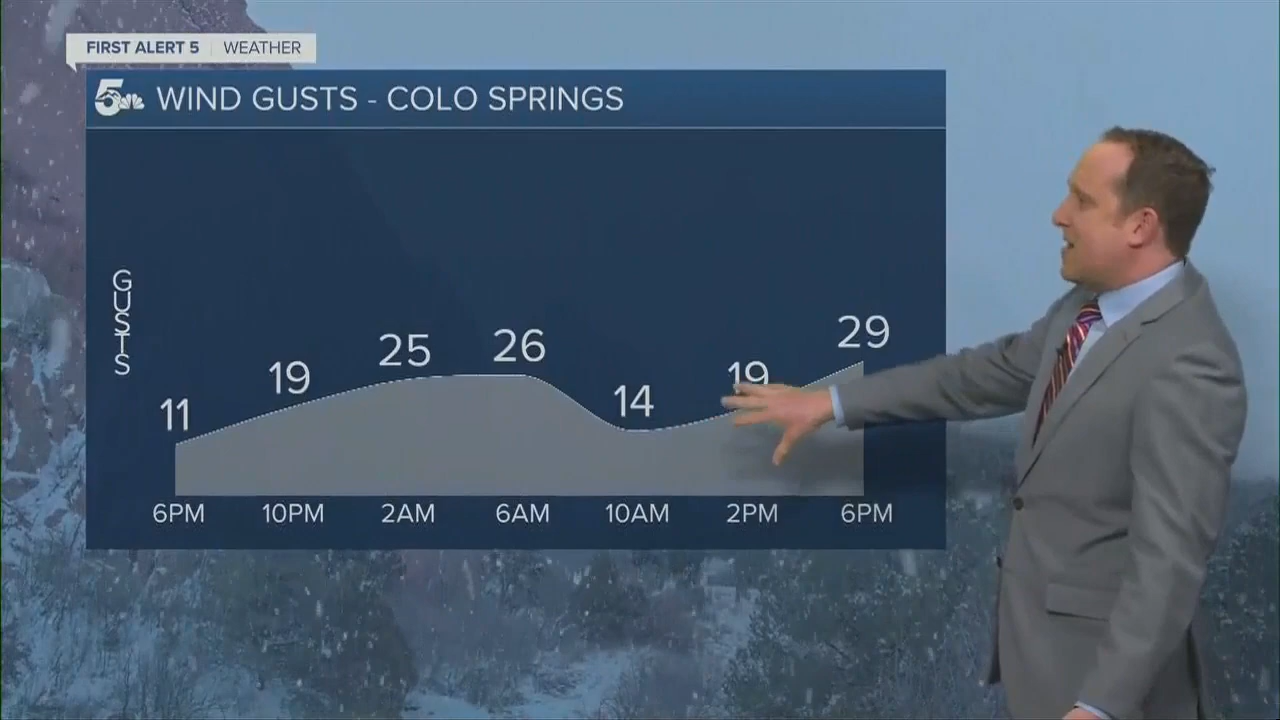 FIRST ALERT 5 | WEATHER
5 WIND GUSTS - COLO SPRINGS
GUSTS
11 19 25 26 14 19 29
6PM 10PM 2AM 6AM 10AM 2PM 6PM